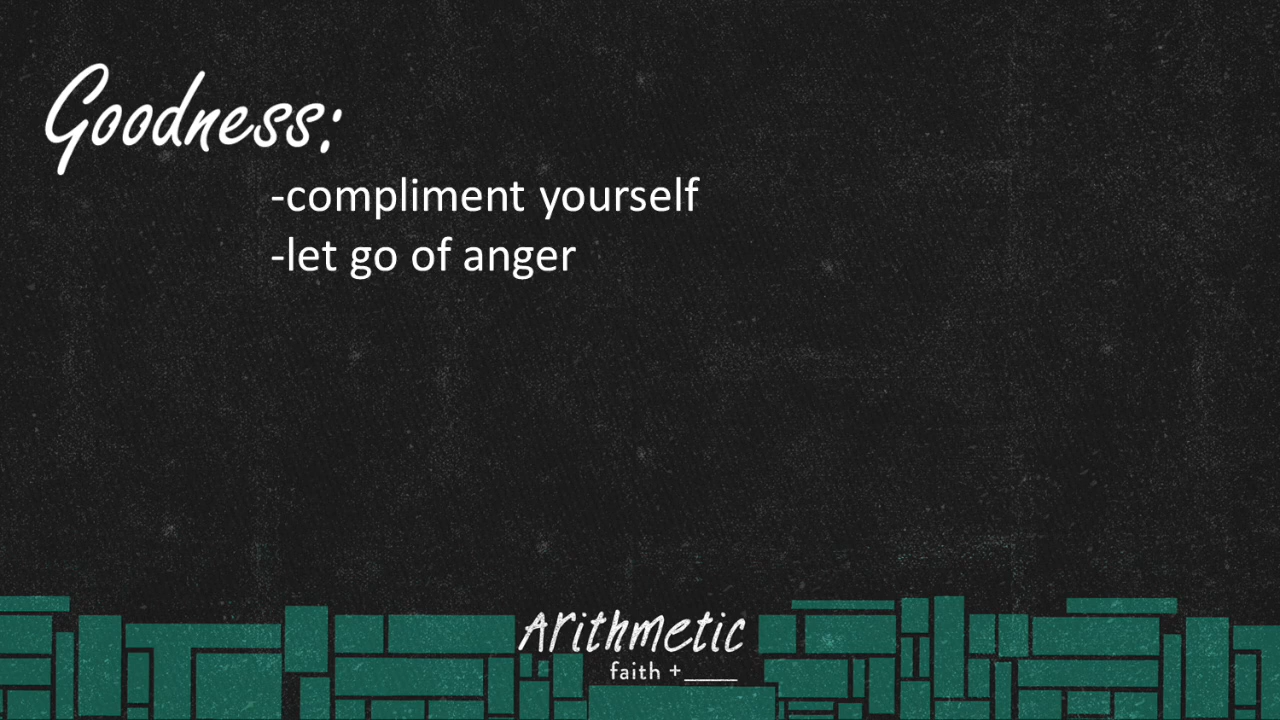 Goodness:
-compliment yourself
-let go of anger
Arithmetic
faith +____